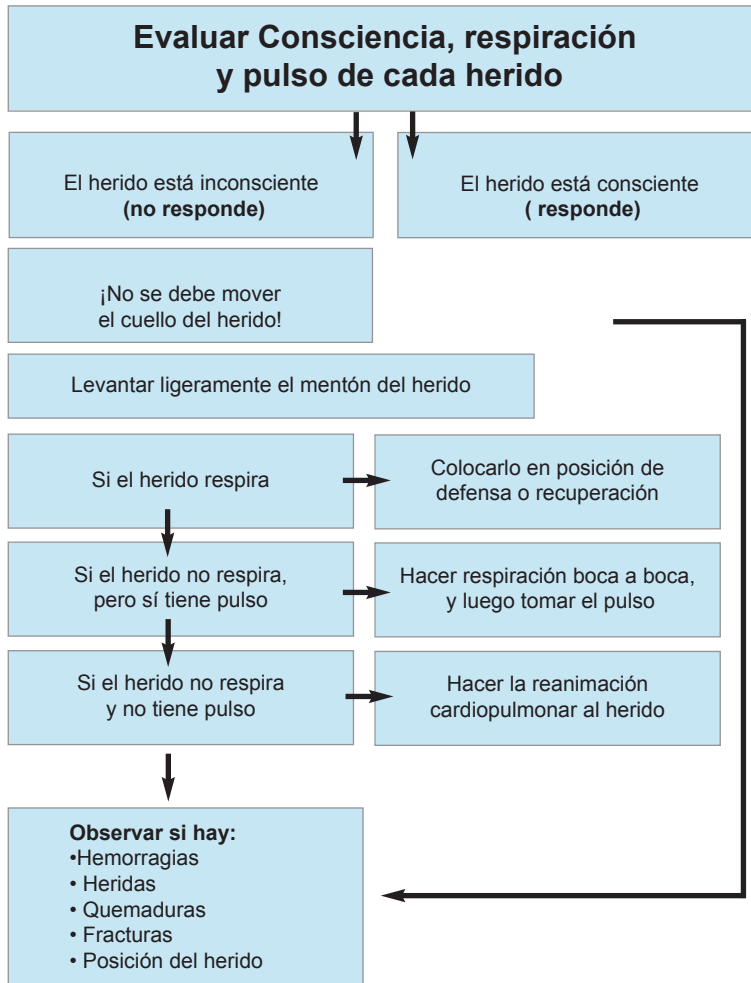 Evaluar Consciencia, respiración
y pulso de cada herido
El herido está inconsciente
(no responde)
El herido está consciente
( responde)
¡No se debe mover
el cuello del herido!
Levantar ligeramente el mentón del herido
Si el herido respira
Colocarlo en posición de
defensa o recuperación
Si el herido no respira,
pero sí tiene pulso
Hacer respiración boca a boca,
y luego tomar el pulso
Si el herido no respira
y no tiene pulso
Hacer la reanimación
cardiopulmonar al herido
Observar si hay:
•Hemorragias
• Heridas
• Quemaduras
• Fracturas
• Posición del herido